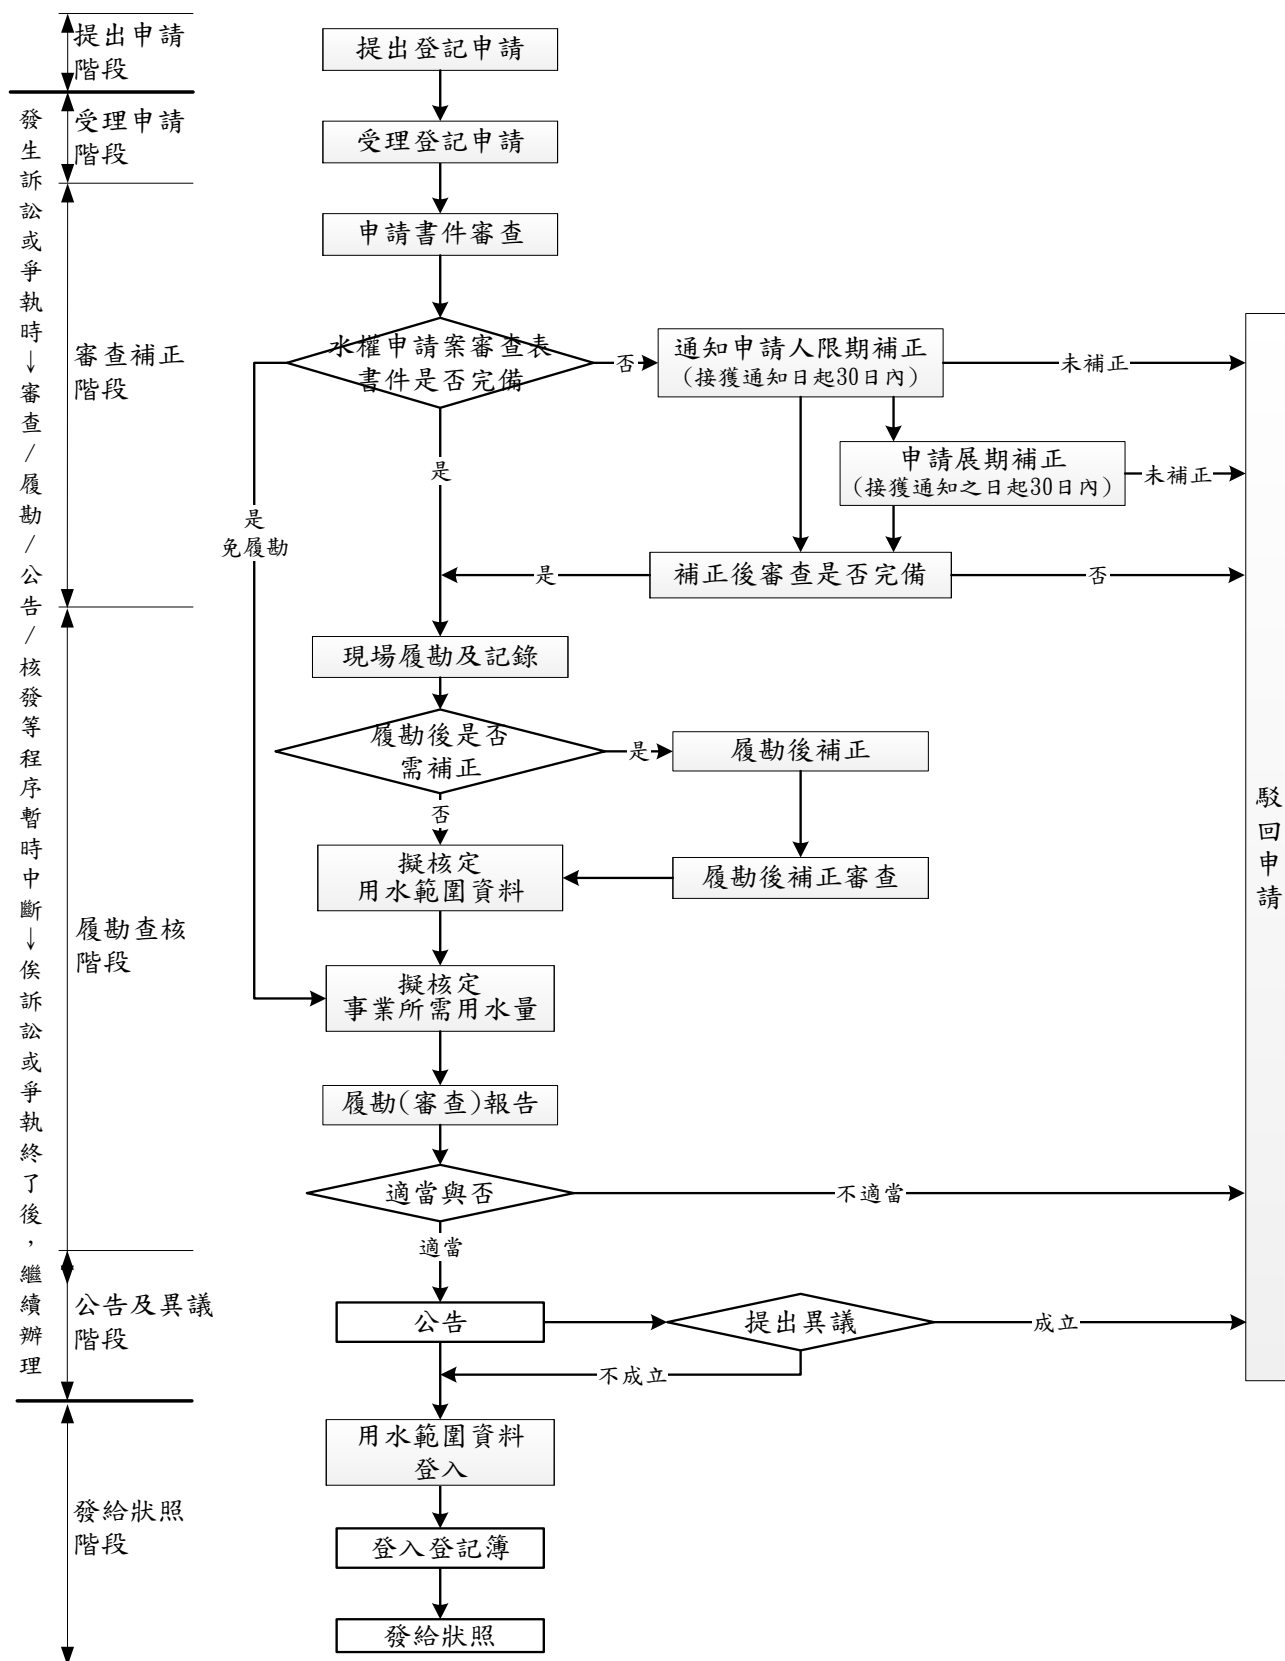 提出申請
階段
提出登記申請
受理申請
階段
受理登記申請
發生訴訟或爭執時→審查/履勘/公告/核發等程序暫時中斷→俟訴訟或爭執終了後，繼續辦理
申請書件審查
審查補正
階段
水權申請案審查表
書件是否完備
否
通知申請人限期補正
（接獲通知日起30日內）
未補正
申請展期補正
（接獲通知之日起30日內）
未補正
是
是
免履勘
補正後審查是否完備
是
否
現場履勘及記錄
履勘後是否
需補正
是
履勘後補正
否
擬核定
用水範圍資料
履勘後補正審查
駁回申請
履勘查核
階段
擬核定
事業所需用水量
履勘(審查)報告
適當與否
不適當
適當
公告及異議
階段
公告
提出異議
成立
不成立
用水範圍資料
登入
發給狀照
階段
登入登記簿
發給狀照